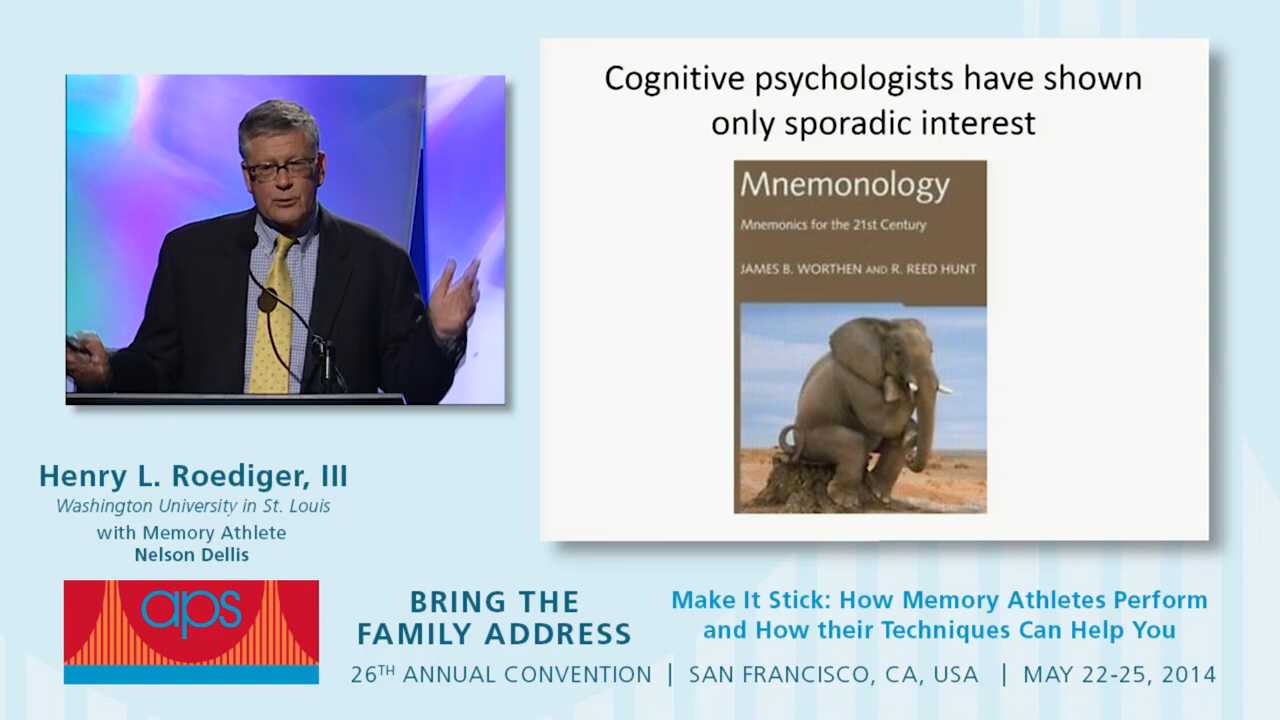 Cognitive psychologists have shown
only sporadic interest
Mnemonology
Mnemonics for the 21st Century
JAMES B. WORTHEN AND R. REED HUNT
Henry L. Roediger, III
Washington University in St. Louis
with Memory Athlete
Nelson Dellis
aps
BRING THE
FAMILY ADDRESS
Make It Stick: How Memory Athletes Perform
and How their Techniques Can Help You
26TH ANNUAL CONVENTION | SAN FRANCISCO, CA, USA | MAY 22-25, 2014